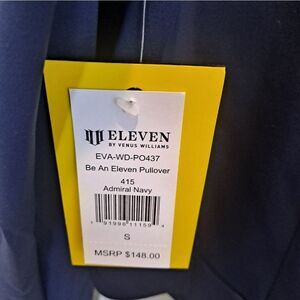 ELEVEN
BY VENUS WILLIAMS
EVA-WD-PO437
Be An Eleven Pullover
415
Admiral Navy
S
MSRP $148.00